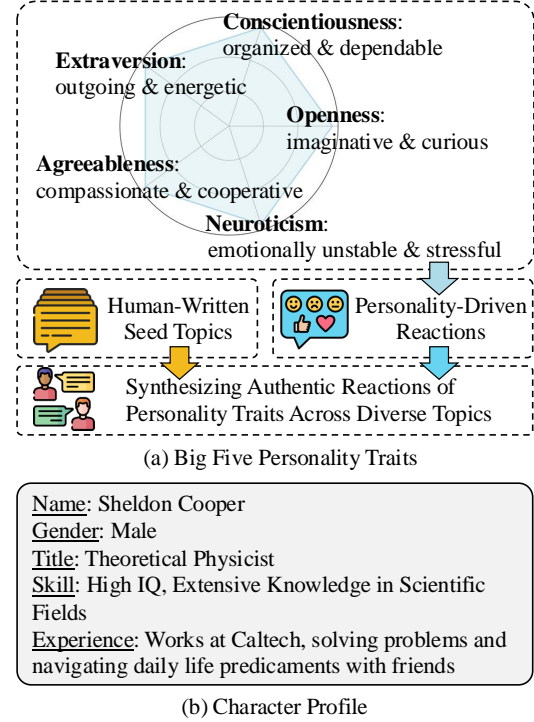 Conscientiousness:
organized & dependable
Extraversion:
outgoing & energetic
Openness:
imaginative & curious
Agreeableness:
compassionate & cooperative
Neuroticism:
emotionally unstable & stressful
Human-Written
Seed Topics
Personality-Driven
Reactions
Synthesizing Authentic Reactions of
Personality Traits Across Diverse Topics
(a) Big Five Personality Traits
Name: Sheldon Cooper
Gender: Male
Title: Theoretical Physicist
Skill: High IQ, Extensive Knowledge in Scientific
Fields
Experience: Works at Caltech, solving problems and
navigating daily life predicaments with friends
(b) Character Profile